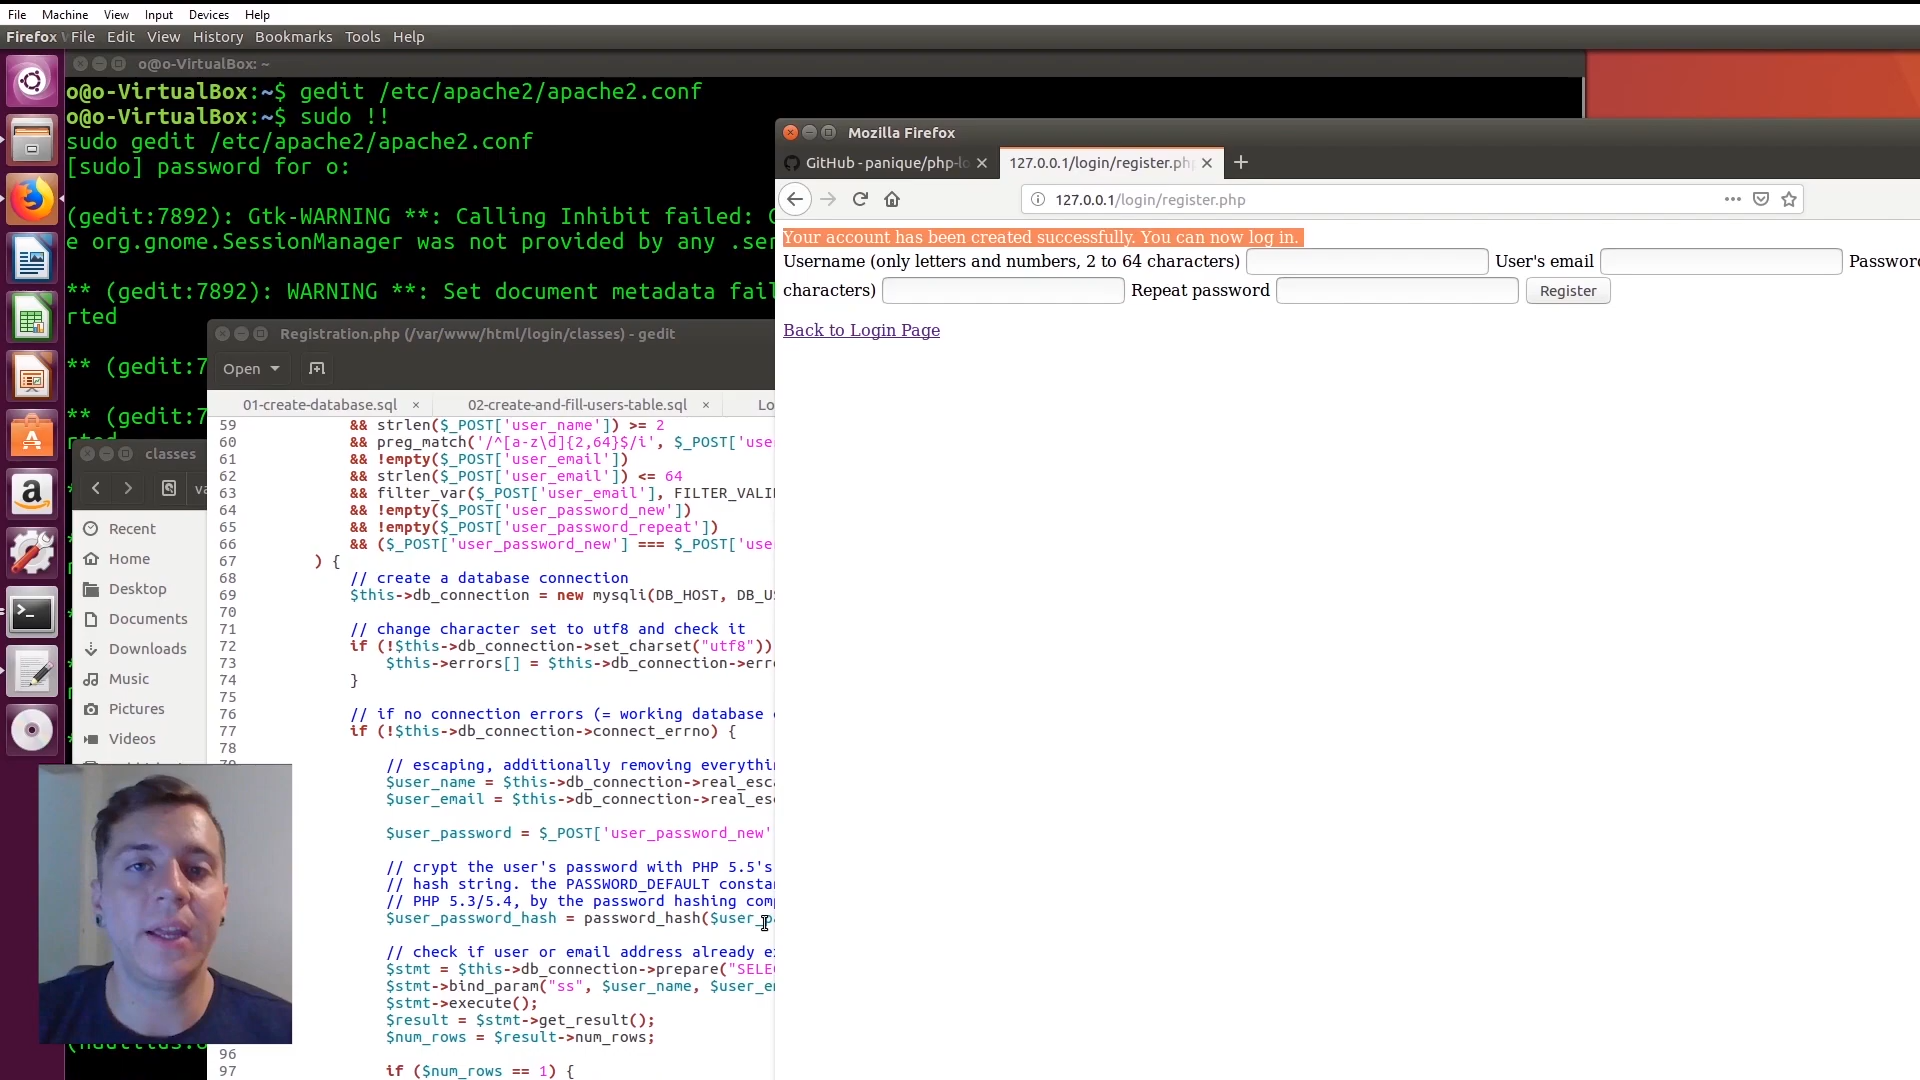 File Machine View Input Devices Help
Firefox File Edit View History Bookmarks Tools Help
o@o-VirtualBox: ~
o@o-VirtualBox:~$ gedit /etc/apache2/apache2.conf
o@o-VirtualBox:~$ sudo !!
sudo gedit /etc/apache2/apache2.conf
[sudo] password for o:
(gedit:7892): Gtk-WARNING **: Calling Inhibit failed:
e org.gnome.SessionManager was not provided by any .ser
** (gedit:7892): WARNING **: Set document metadata fail
rted
** (gedit:7
** (gedit:7
Mozilla Firefox
GitHub - panique/php-lo
127.0.0.1/login/register.php
127.0.0.1/login/register.php
Your account has been created successfully. You can now log in.
Username (only letters and numbers, 2 to 64 characters) User's email Password
characters) Repeat password Register
Back to Login Page
Registration.php (/var/www/html/login/classes) - gedit
Open
01-create-database.sql × 02-create-and-fill-users-table.sql × Lo
59 && strlen($_POST['user_name']) >= 2
60 && preg_match('/^[a-z\d]{2,64}$/i', $_POST['use
61 && !empty($_POST['user_email'])
62 && strlen($_POST['user_email']) <= 64
63 && filter_var($_POST['user_email'], FILTER_VALI
64 && !empty($_POST['user_password_new'])
65 && !empty($_POST['user_password_repeat'])
66 && ($_POST['user_password_new'] === $_POST['use
67 ) {
68 // create a database connection
69 $this->db_connection = new mysqli(DB_HOST, DB_US
70
71 // change character set to utf8 and check it
72 if (!$this->db_connection->set_charset("utf8"))
73 $this->errors[] = $this->db_connection->erro
74 }
75
76 // if no connection errors (= working database
77 if (!$this->db_connection->connect_errno) {
78
79 // escaping, additionally removing everythin
$user_name = $this->db_connection->real_esca
$user_email = $this->db_connection->real_esc
$user_password = $_POST['user_password_new'
// crypt the user's password with PHP 5.5's
// hash string. the PASSWORD_DEFAULT constan
// PHP 5.3/5.4, by the password hashing comp
$user_password_hash = password_hash($user_pa
// check if user or email address already e
$stmt = $this->db_connection->prepare("SELE
$stmt->bind_param("ss", $user_name, $user_em
$stmt->execute();
$result = $stmt->get_result();
$num_rows = $result->num_rows;
96
97 if ($num_rows == 1) {
classes
va
Recent
Home
Desktop
Documents
Downloads
Music
Pictures
Videos